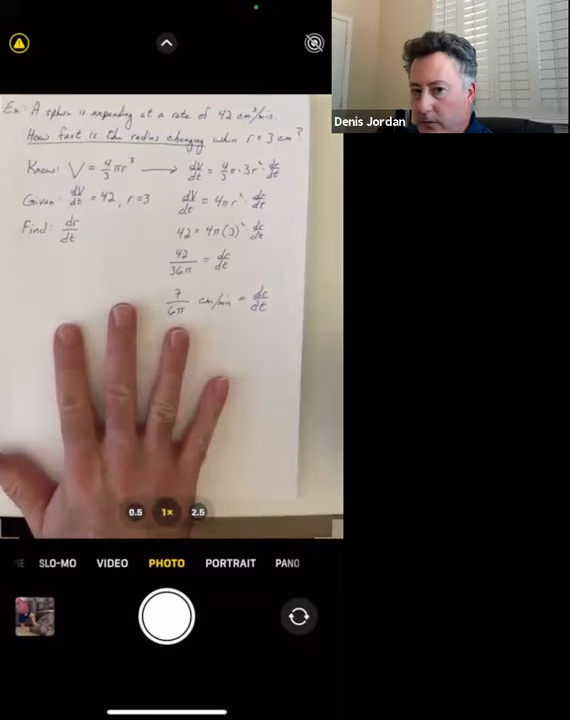 Denis Jordan
Ex: A sphere is expanding at a rate of 42 cm³/min.
How fast is the radius changing when r = 3 cm?
Know: V = 4/3 πr³ → dV/dt = 4/3 π · 3r² · dr/dt
Given: dV/dt = 42, r = 3 dV/dt = 4πr² · dr/dt
Find: dr/dt 42 = 4π(3)² · dr/dt
42/36π = dr/dt
7/6π cm/min = dr/dt
0.5 1× 2.5
SLO-MO VIDEO PHOTO PORTRAIT PANO